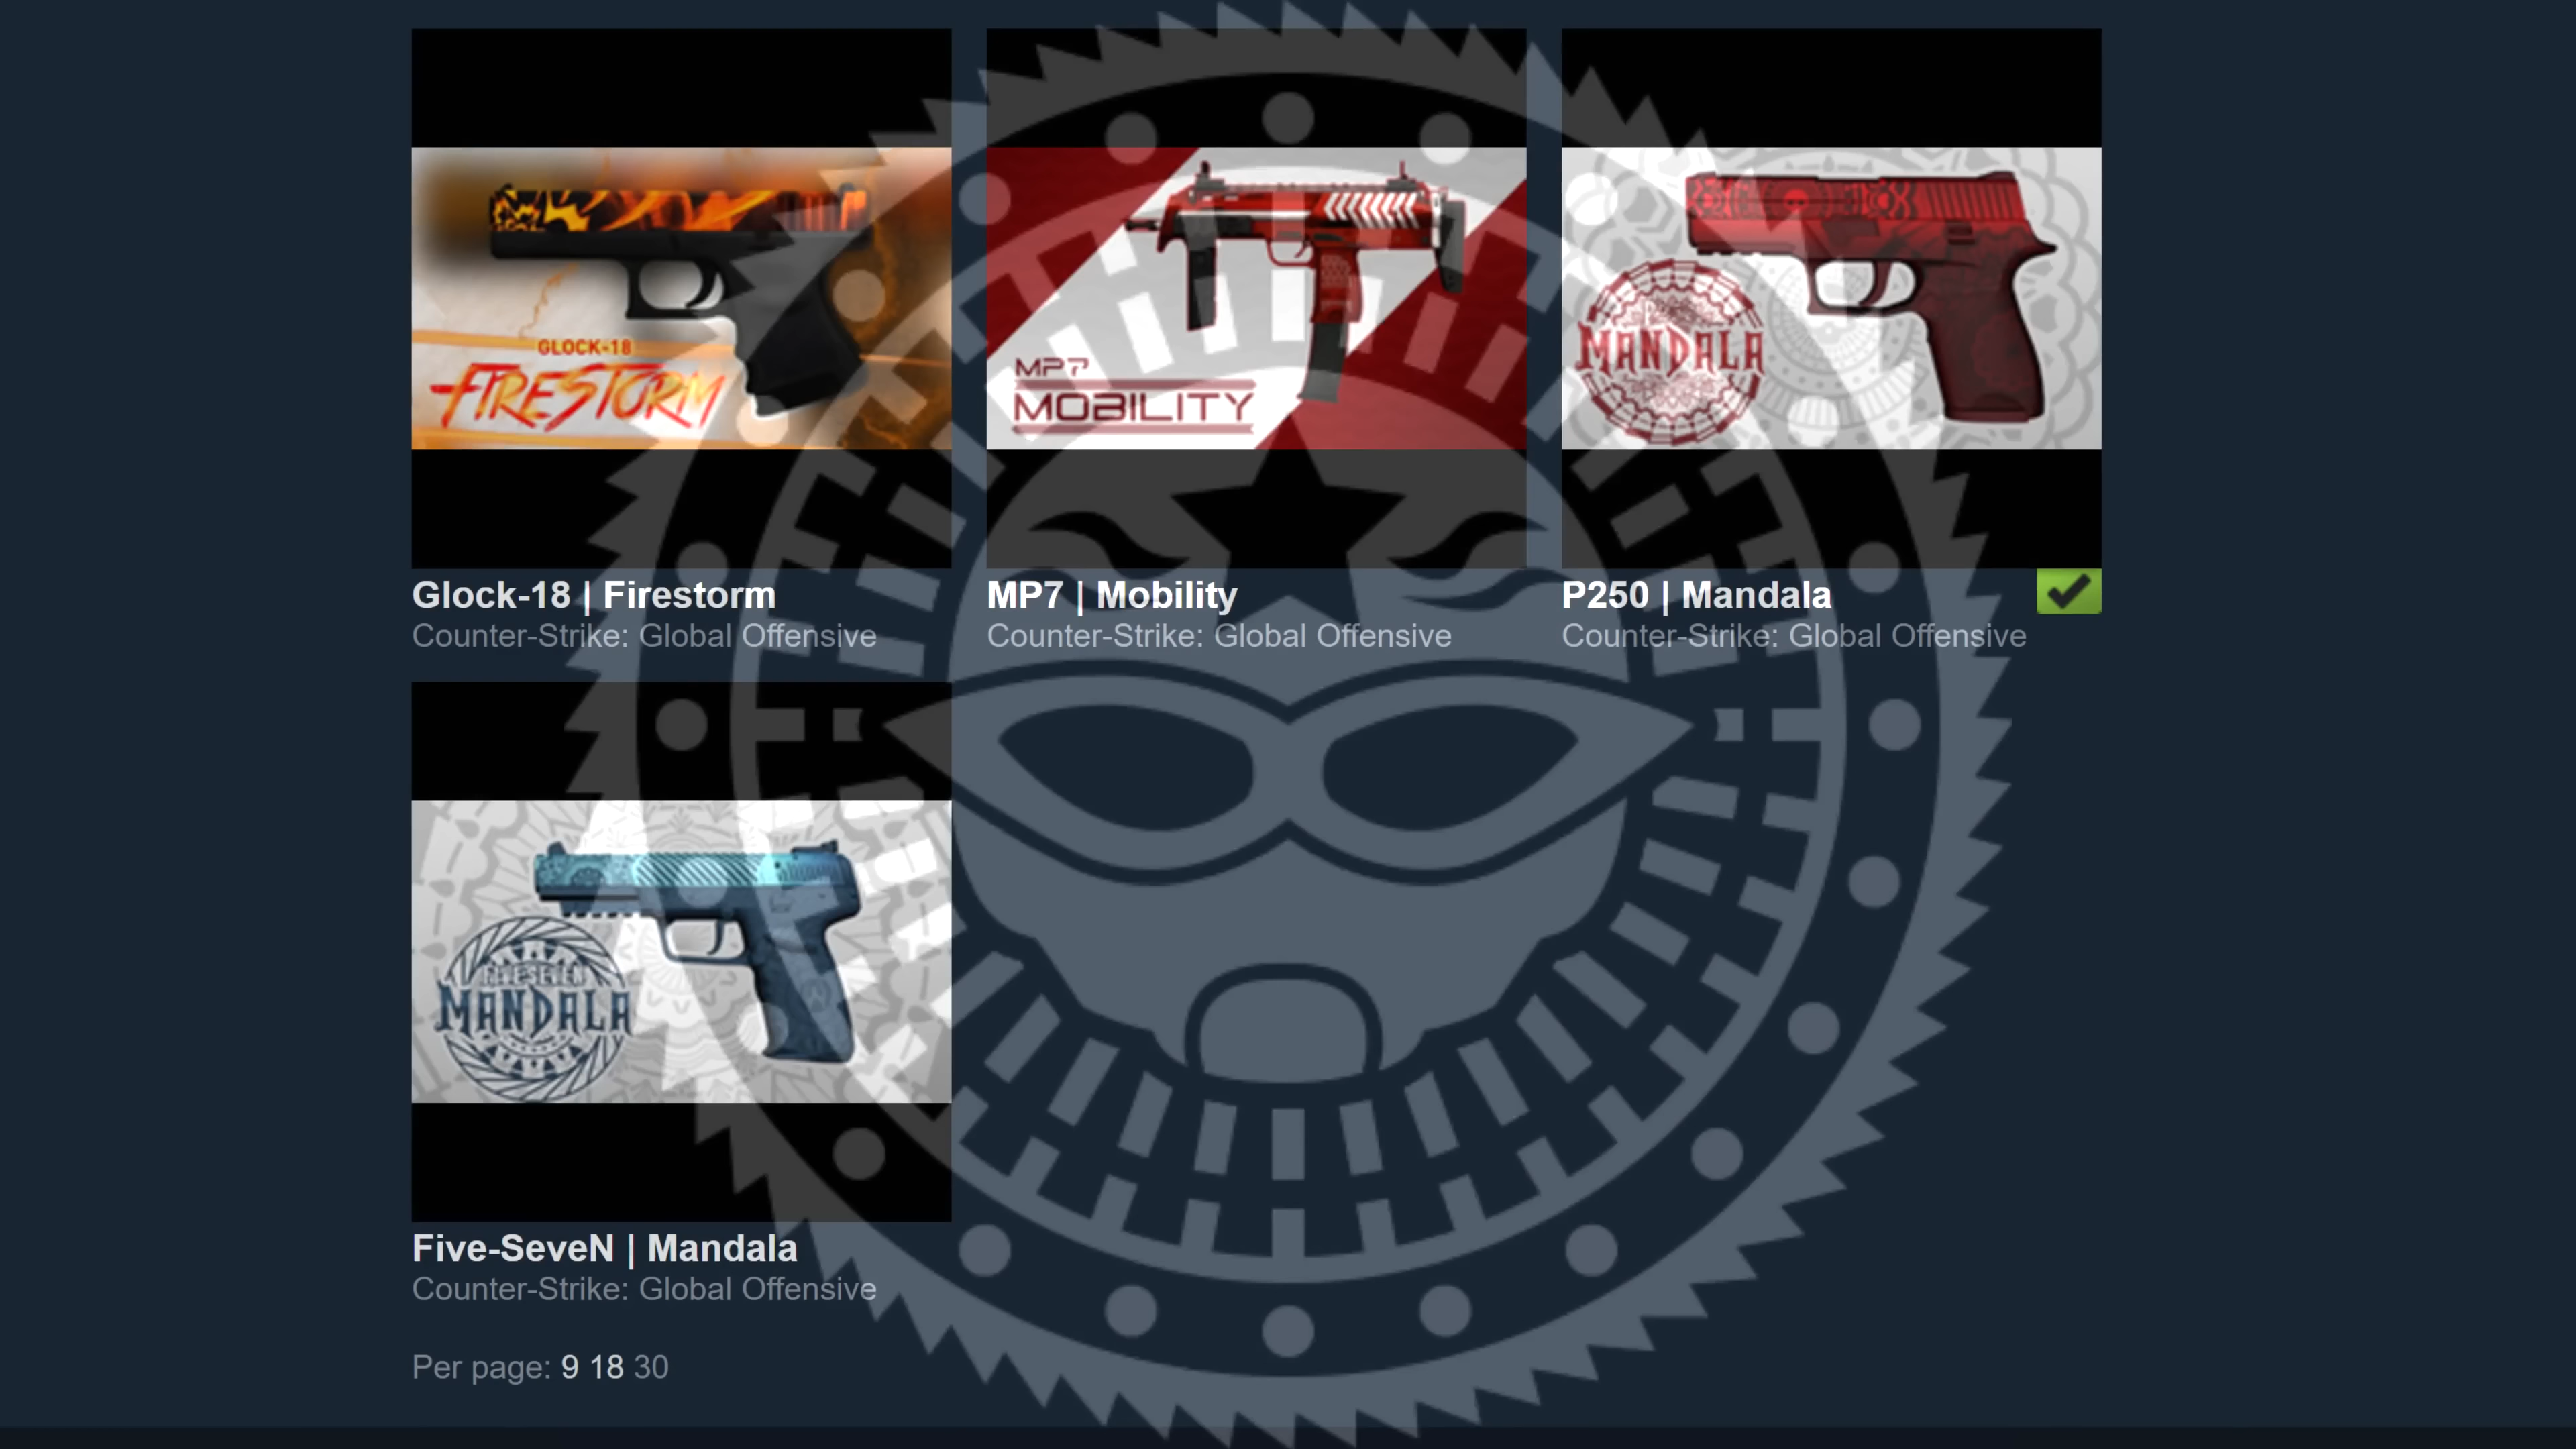 GLOCK-18
FIRESTORM
Glock-18 | Firestorm
Counter-Strike: Global Offensive
MP7
MOBILITY
MP7 | Mobility
Counter-Strike: Global Offensive
MANDALA
P250 | Mandala
Counter-Strike: Global Offensive
FIVE-SEVEN
MANDALA
Five-SeveN | Mandala
Counter-Strike: Global Offensive
Per page: 9 18 30